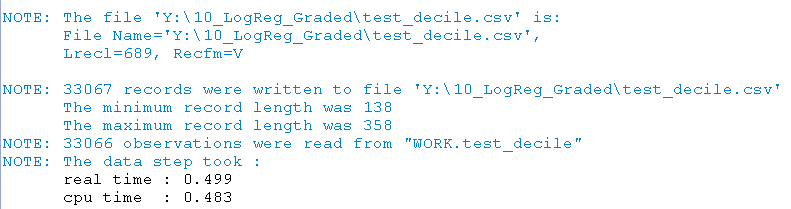 NOTE: The file 'Y:\10_LogReg_Graded\test_decile.csv' is:
File Name='Y:\10_LogReg_Graded\test_decile.csv',
Lrecl=689, Recfm=V
NOTE: 33067 records were written to file 'Y:\10_LogReg_Graded\test_decile.csv'
The minimum record length was 138
The maximum record length was 358
NOTE: 33066 observations were read from "WORK.test_decile"
NOTE: The data step took :
real time : 0.499
cpu time  : 0.483